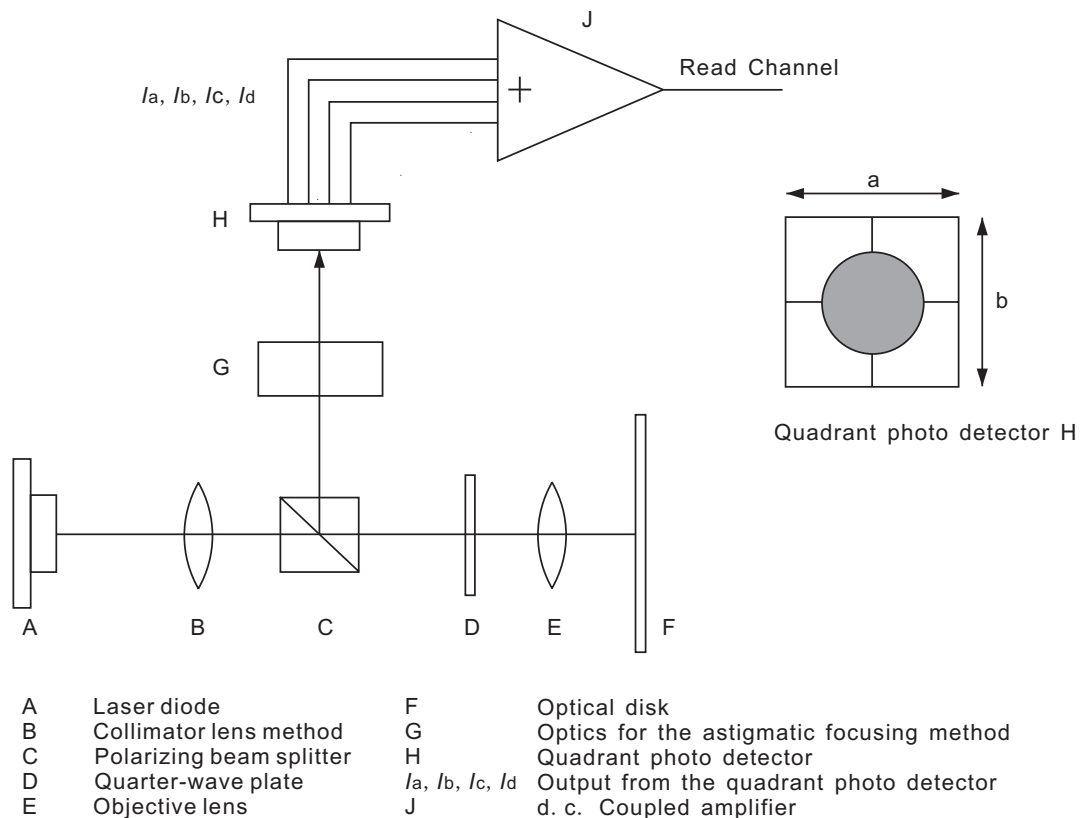 J
Read Channel
Ia, Ib, Ic, Id
a
H
b
G
Quadrant photo detector H
A
B
C
D
E
F
A Laser diode F Optical disk
B Collimator lens method G Optics for the astigmatic focusing method
C Polarizing beam splitter H Quadrant photo detector
D Quarter-wave plate Ia, Ib, Ic, Id Output from the quadrant photo detector
E Objective lens J d. c. Coupled amplifier